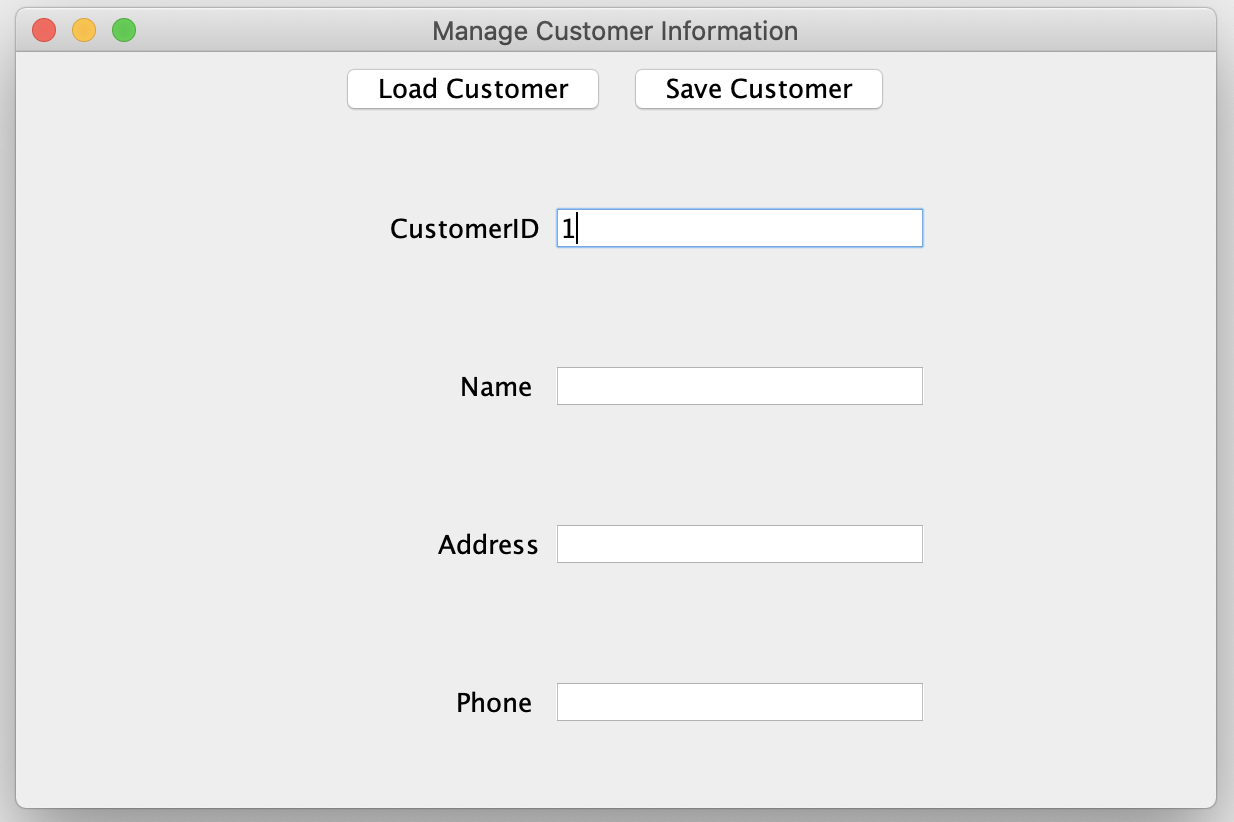 Manage Customer Information
Load Customer Save Customer
CustomerID 1
Name
Address
Phone